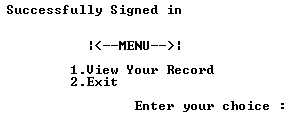 Successfully Signed in
¦<--MENU-->¦
1.View Your Record
2.Exit
Enter your choice :